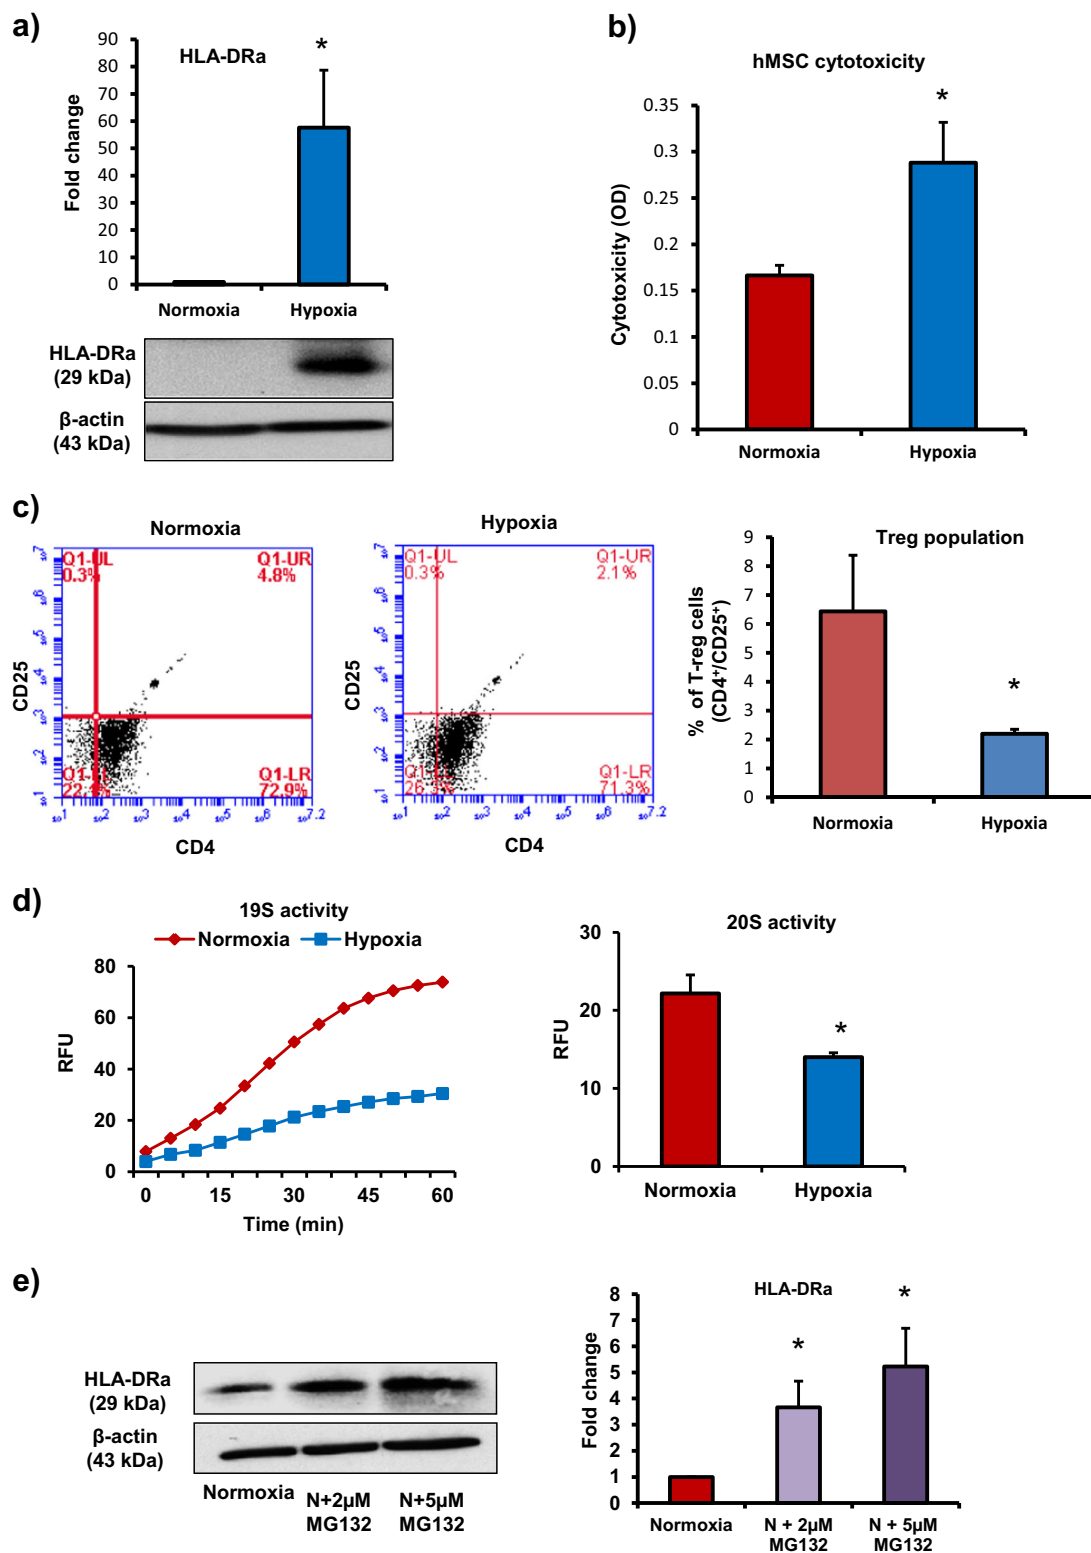 a)
HLA-DRa
*
Fold change
90
80
70
60
50
40
30
20
10
0
Normoxia Hypoxia
HLA-DRa
(29 kDa)
β-actin
(43 kDa)
b)
hMSC cytotoxicity
*
Cytotoxicity (OD)
0.35
0.3
0.25
0.2
0.15
0.1
0.05
0
Normoxia Hypoxia
c)
Normoxia
Q1-UL
0.3%
Q1-UR
4.8%
Q1-LR
72.9%
CD25
CD4
Hypoxia
Q1-UL
0.3%
Q1-UR
2.1%
Q1-LR
71.3%
CD25
CD4
Treg population
% of T-reg cells
(CD4⁺/CD25⁺)
9
8
7
6
5
4
3
2
1
0
*
Normoxia Hypoxia
d)
19S activity
Normoxia Hypoxia
RFU
80
60
40
20
0
0 15 30 45 60
Time (min)
20S activity
RFU
30
20
10
0
*
Normoxia Hypoxia
e)
HLA-DRa
(29 kDa)
β-actin
(43 kDa)
Normoxia N+2µM N+5µM
MG132 MG132
HLA-DRa
Fold change
8
7
6
5
4
3
2
1
0
*
*
Normoxia N + 2µM N + 5µM
MG132 MG132